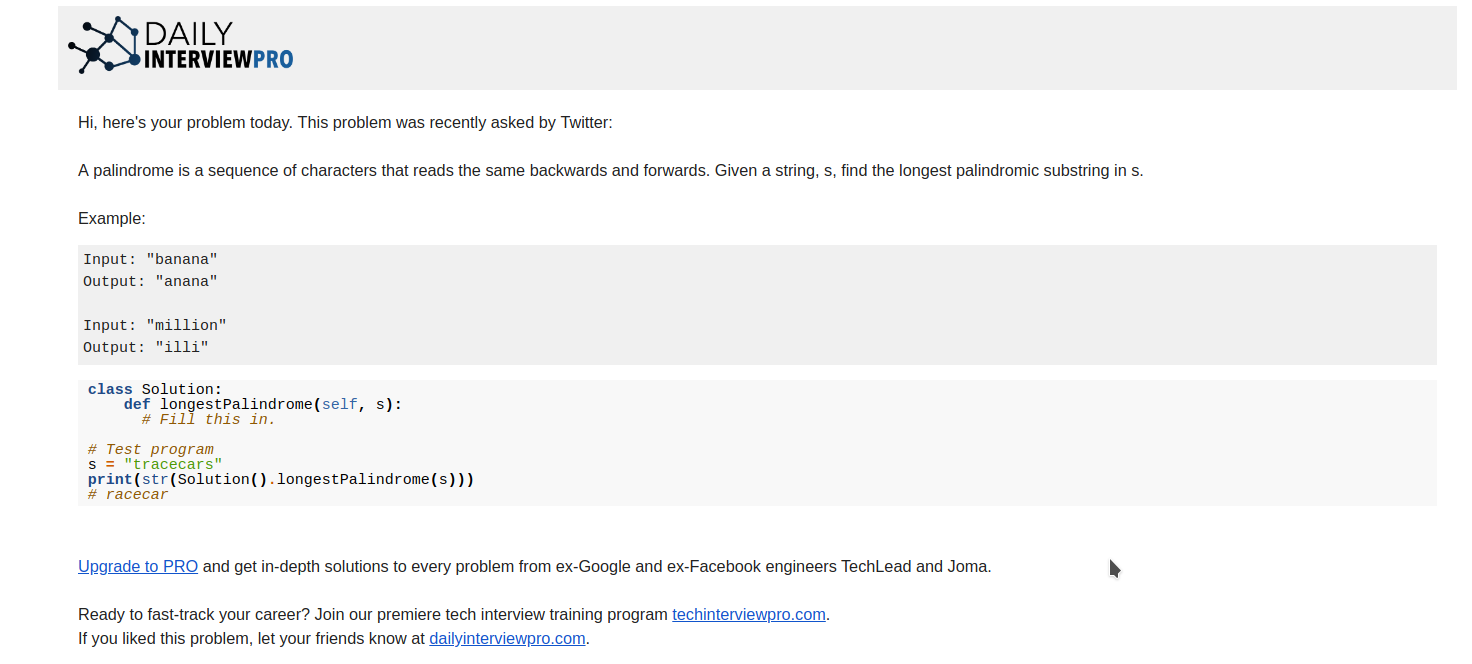 DAILY
INTERVIEWPRO
Hi, here's your problem today. This problem was recently asked by Twitter:
A palindrome is a sequence of characters that reads the same backwards and forwards. Given a string, s, find the longest palindromic substring in s.
Example:
Input: "banana"
Output: "anana"
Input: "million"
Output: "illi"
class Solution:
    def longestPalindrome(self, s):
      # Fill this in.
# Test program
s = "tracecars"
print(str(Solution().longestPalindrome(s)))
# racecar
Upgrade to PRO and get in-depth solutions to every problem from ex-Google and ex-Facebook engineers TechLead and Joma.
Ready to fast-track your career? Join our premiere tech interview training program techinterviewpro.com.
If you liked this problem, let your friends know at dailyinterviewpro.com.